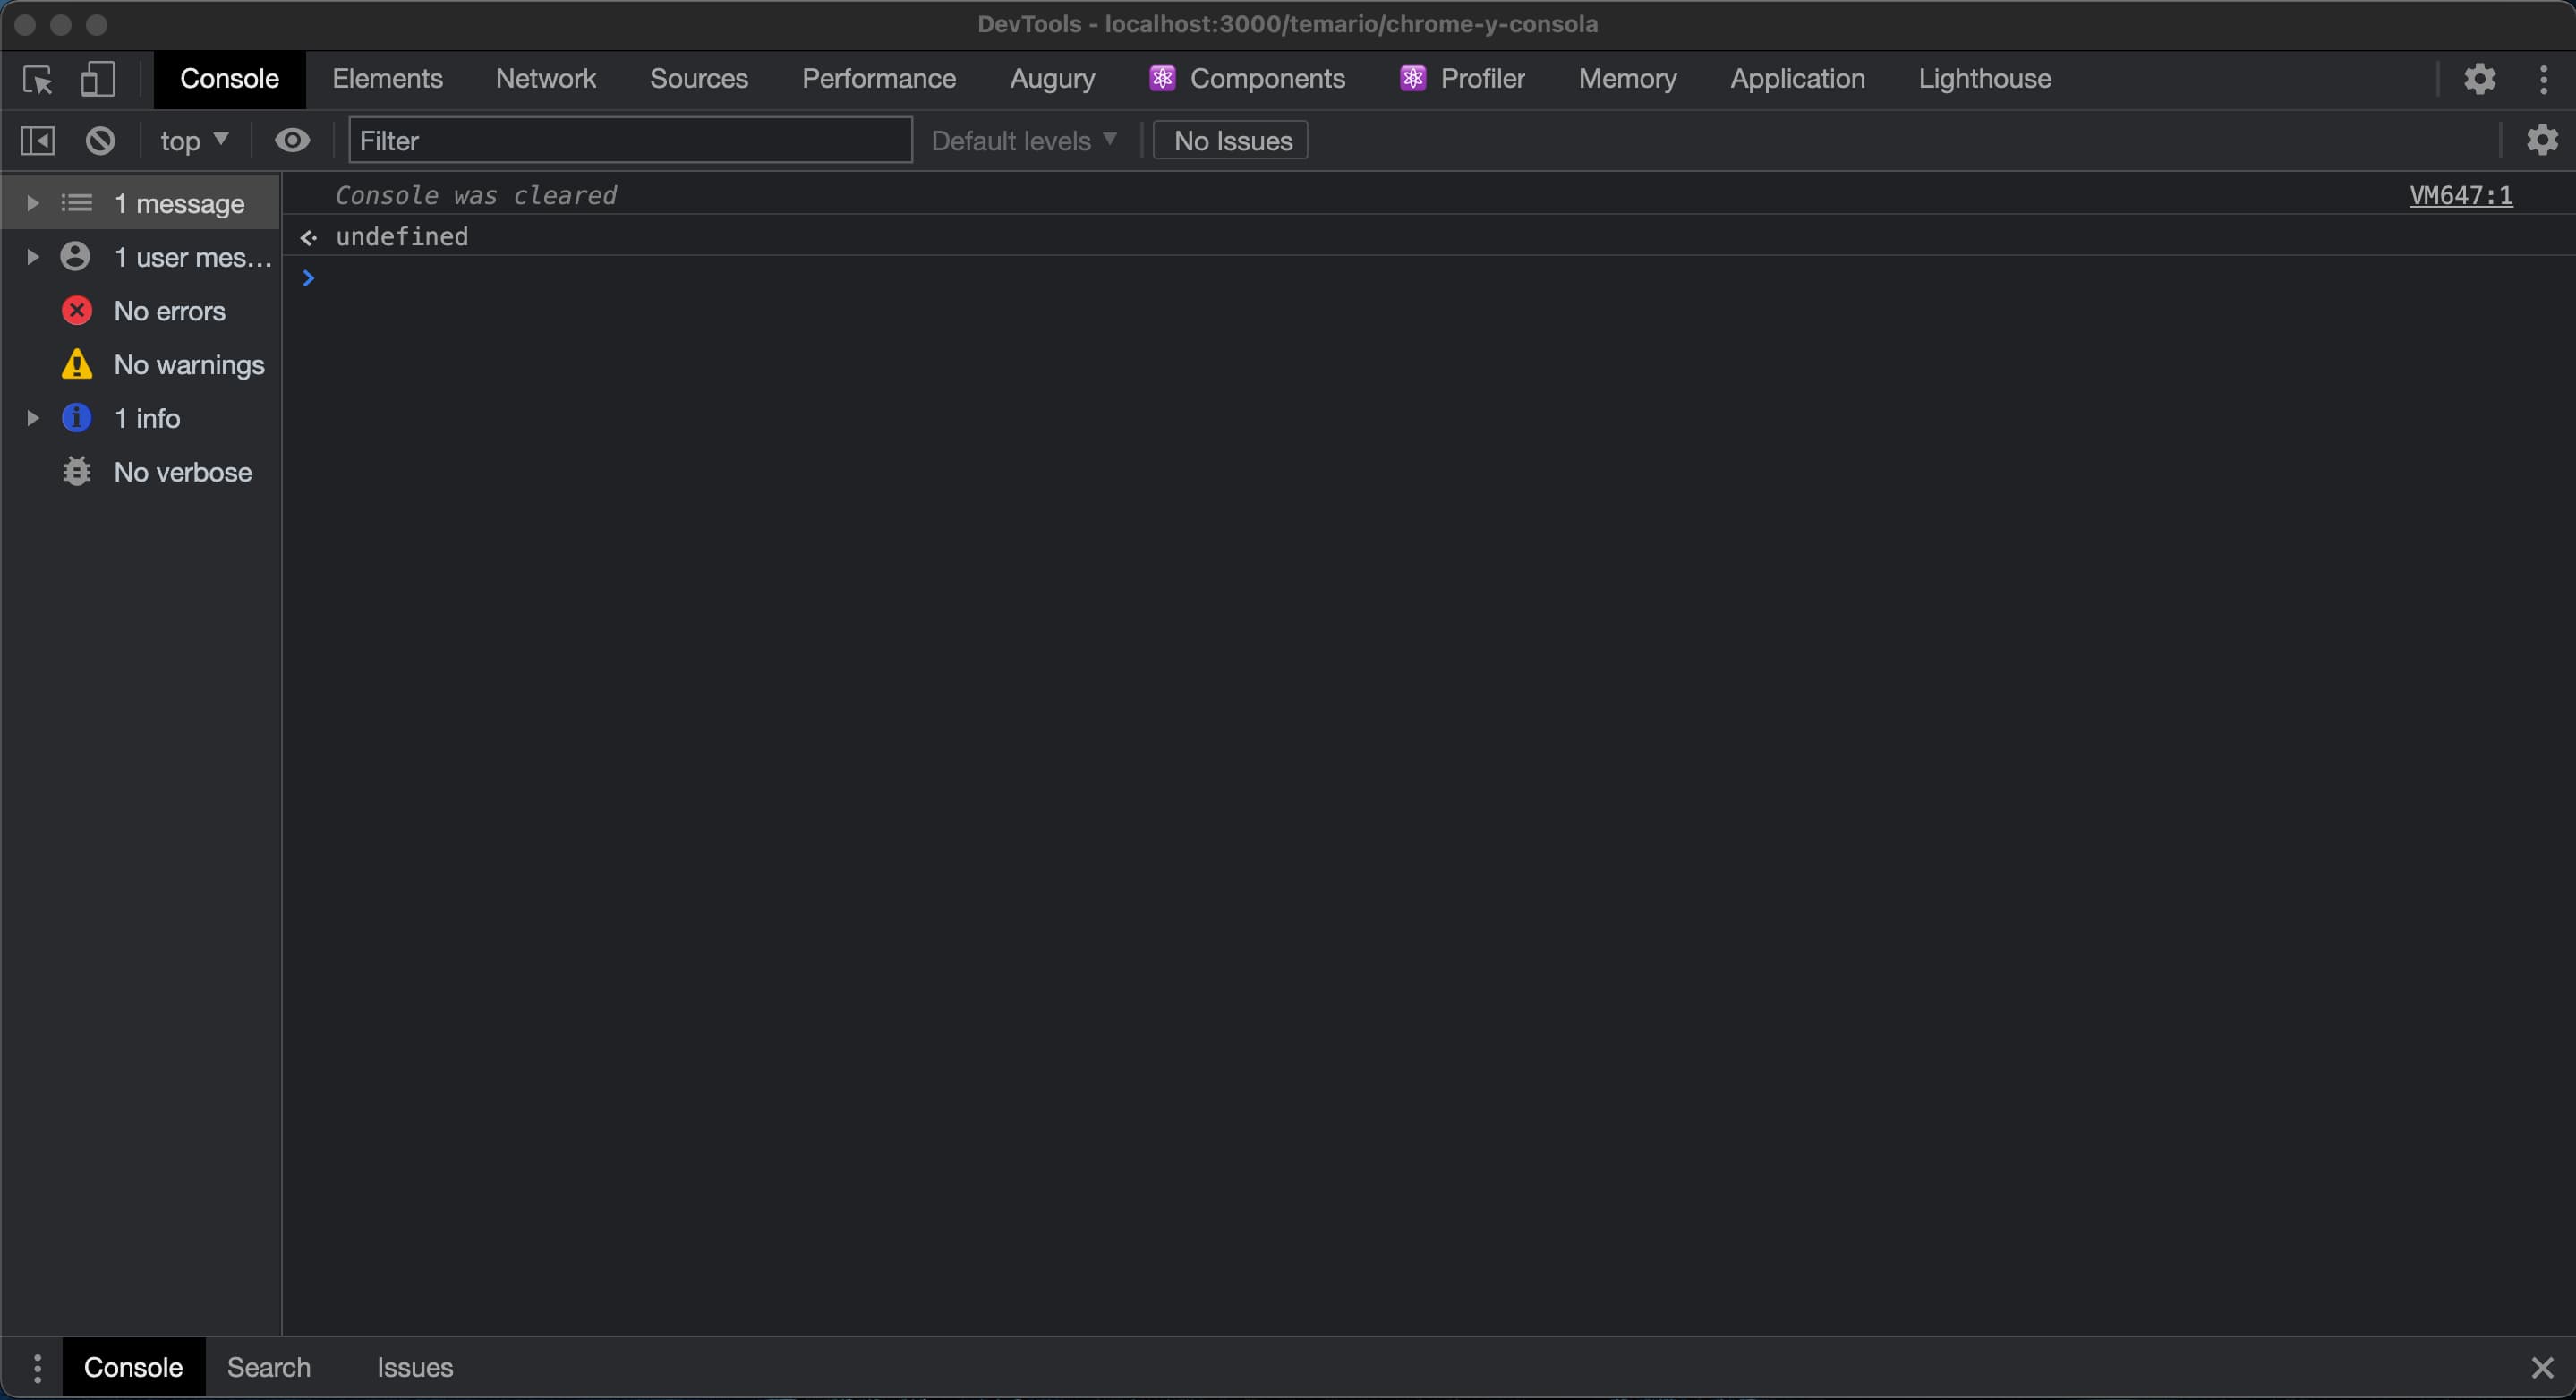 DevTools - localhost:3000/temario/chrome-y-consola
Console Elements Network Sources Performance Augury Components Profiler Memory Application Lighthouse
top Filter Default levels No Issues
1 message
1 user mes...
No errors
No warnings
1 info
No verbose
Console was cleared VM647:1
undefined
Console Search Issues